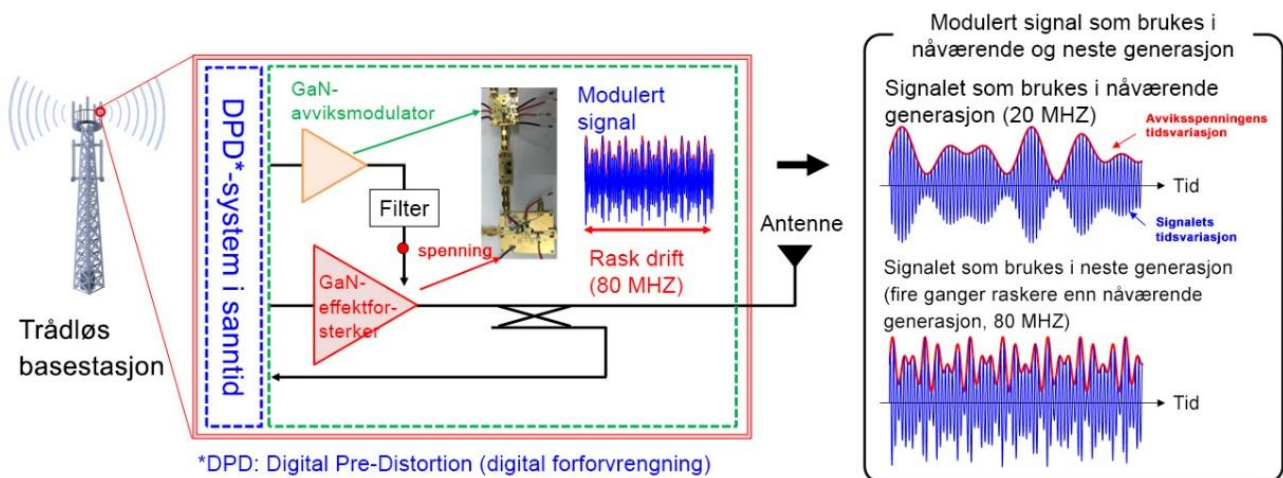 Trådløs
basestasjon
DPD*-system i sanntid
GaN-
avviksmodulator
Filter
spenning
GaN-
effektfor-
sterker
Modulert
signal
Rask drift
(80 MHZ)
Antenne
*DPD: Digital Pre-Distortion (digital forforvrengning)
Modulert signal som brukes i
nåværende og neste generasjon
Signalet som brukes i nåværende
generasjon (20 MHZ)
Avviksspenningens
tidsvariasjon
Tid
Signalets
tidsvariasjon
Signalet som brukes i neste generasjon
(fire ganger raskere enn nåværende
generasjon, 80 MHZ)
Tid